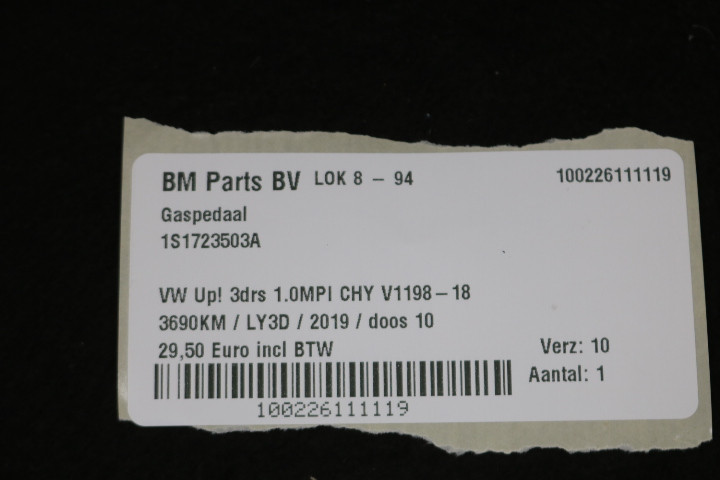 BM Parts BV LOK 8 - 94 100226111119
Gaspedaal
1S1723503A
VW Up! 3drs 1.0MPI CHY V1198-18
3690KM / LY3D / 2019 / doos 10
29,50 Euro incl BTW Verz: 10
Aantal: 1
100226111119